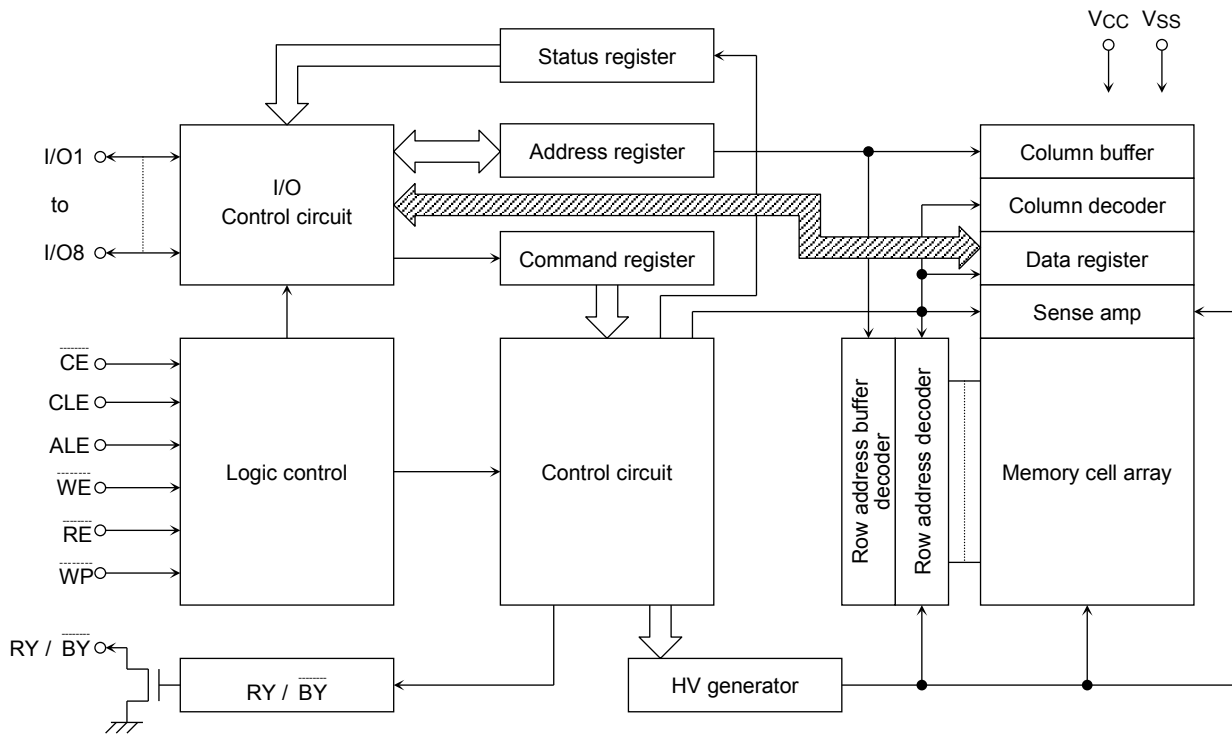 VCC
VSS
Status register
I/O1
to
I/O8
I/O
Control circuit
Address register
Column buffer
Column decoder
Command register
Data register
Sense amp
CE
CLE
ALE
WE
RE
WP
Logic control
Control circuit
Row address buffer
decoder
Row address decoder
Memory cell array
RY / BY
RY / BY
HV generator